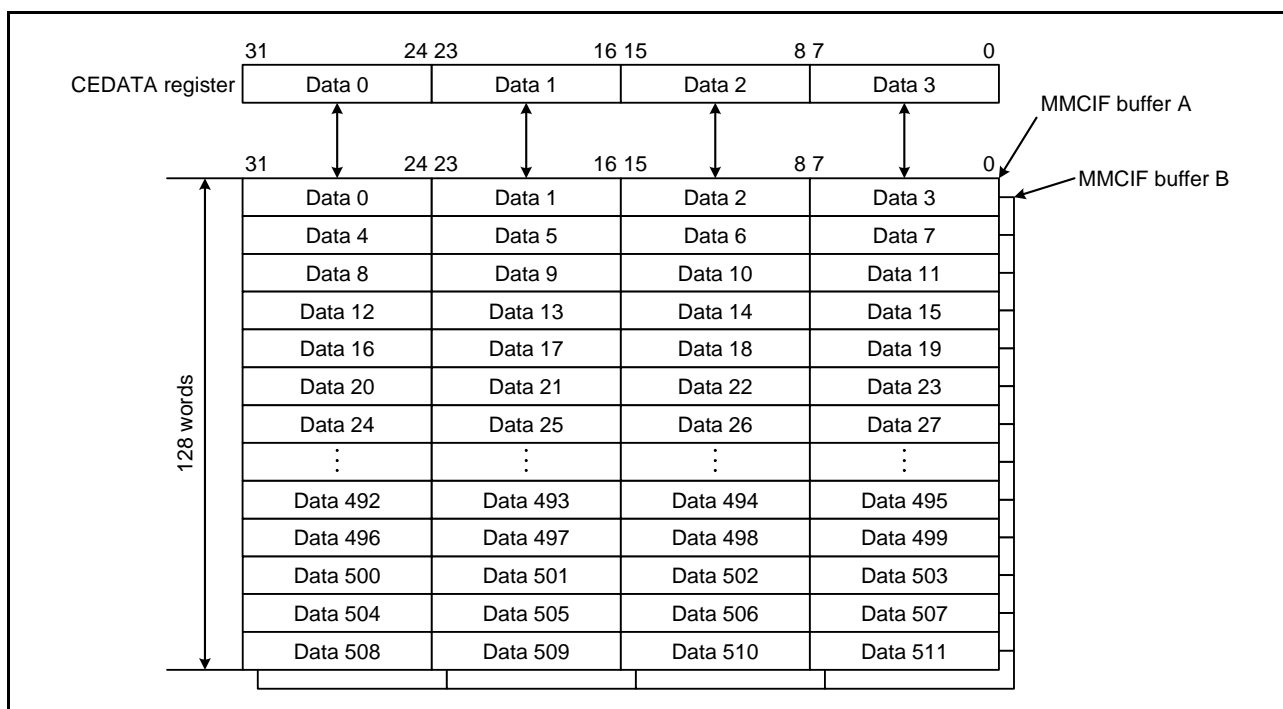 31 24 23 16 15 8 7 0
CEDATA register Data 0 Data 1 Data 2 Data 3
MMCIF buffer A
31 24 23 16 15 8 7 0
MMCIF buffer B
Data 0 Data 1 Data 2 Data 3
Data 4 Data 5 Data 6 Data 7
Data 8 Data 9 Data 10 Data 11
Data 12 Data 13 Data 14 Data 15
Data 16 Data 17 Data 18 Data 19
Data 20 Data 21 Data 22 Data 23
Data 24 Data 25 Data 26 Data 27
128 words
Data 492 Data 493 Data 494 Data 495
Data 496 Data 497 Data 498 Data 499
Data 500 Data 501 Data 502 Data 503
Data 504 Data 505 Data 506 Data 507
Data 508 Data 509 Data 510 Data 511